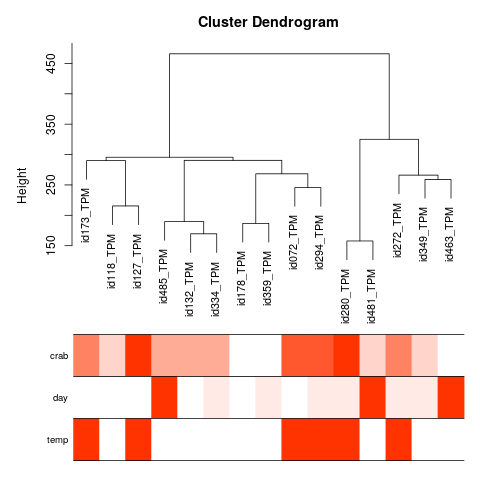 Cluster Dendrogram
Height
450
350
250
150
id173_TPM
id118_TPM
id127_TPM
id485_TPM
id132_TPM
id334_TPM
id178_TPM
id359_TPM
id072_TPM
id294_TPM
id280_TPM
id481_TPM
id272_TPM
id349_TPM
id463_TPM
crab
day
temp